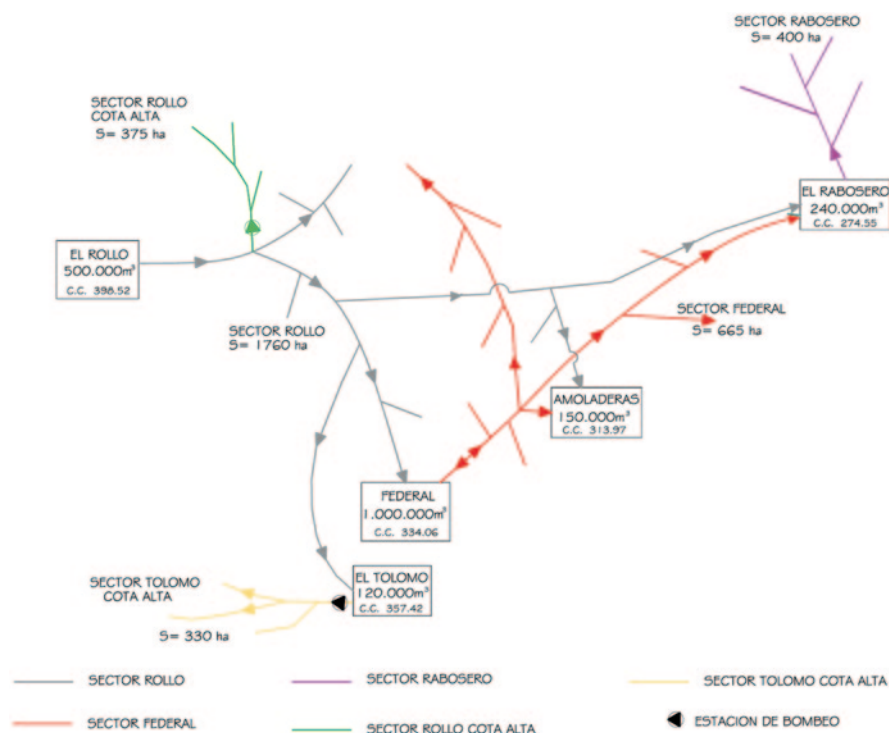 SECTOR RABOSERO
S= 400 ha
SECTOR ROLLO
COTA ALTA
S= 375 ha
EL RABOSERO
240.000m³
C.C. 274.55
EL ROLLO
500.000m³
C.C. 398.52
SECTOR ROLLO
S= 1760 ha
SECTOR FEDERAL
S= 665 ha
AMOLADERAS
150.000m³
C.C. 313.97
FEDERAL
1.000.000m³
C.C. 334.06
SECTOR TOLOMO
COTA ALTA
S= 330 ha
EL TOLOMO
120.000m³
C.C. 357.42
SECTOR ROLLO
SECTOR RABOSERO
SECTOR TOLOMO COTA ALTA
SECTOR FEDERAL
SECTOR ROLLO COTA ALTA
ESTACION DE BOMBEO